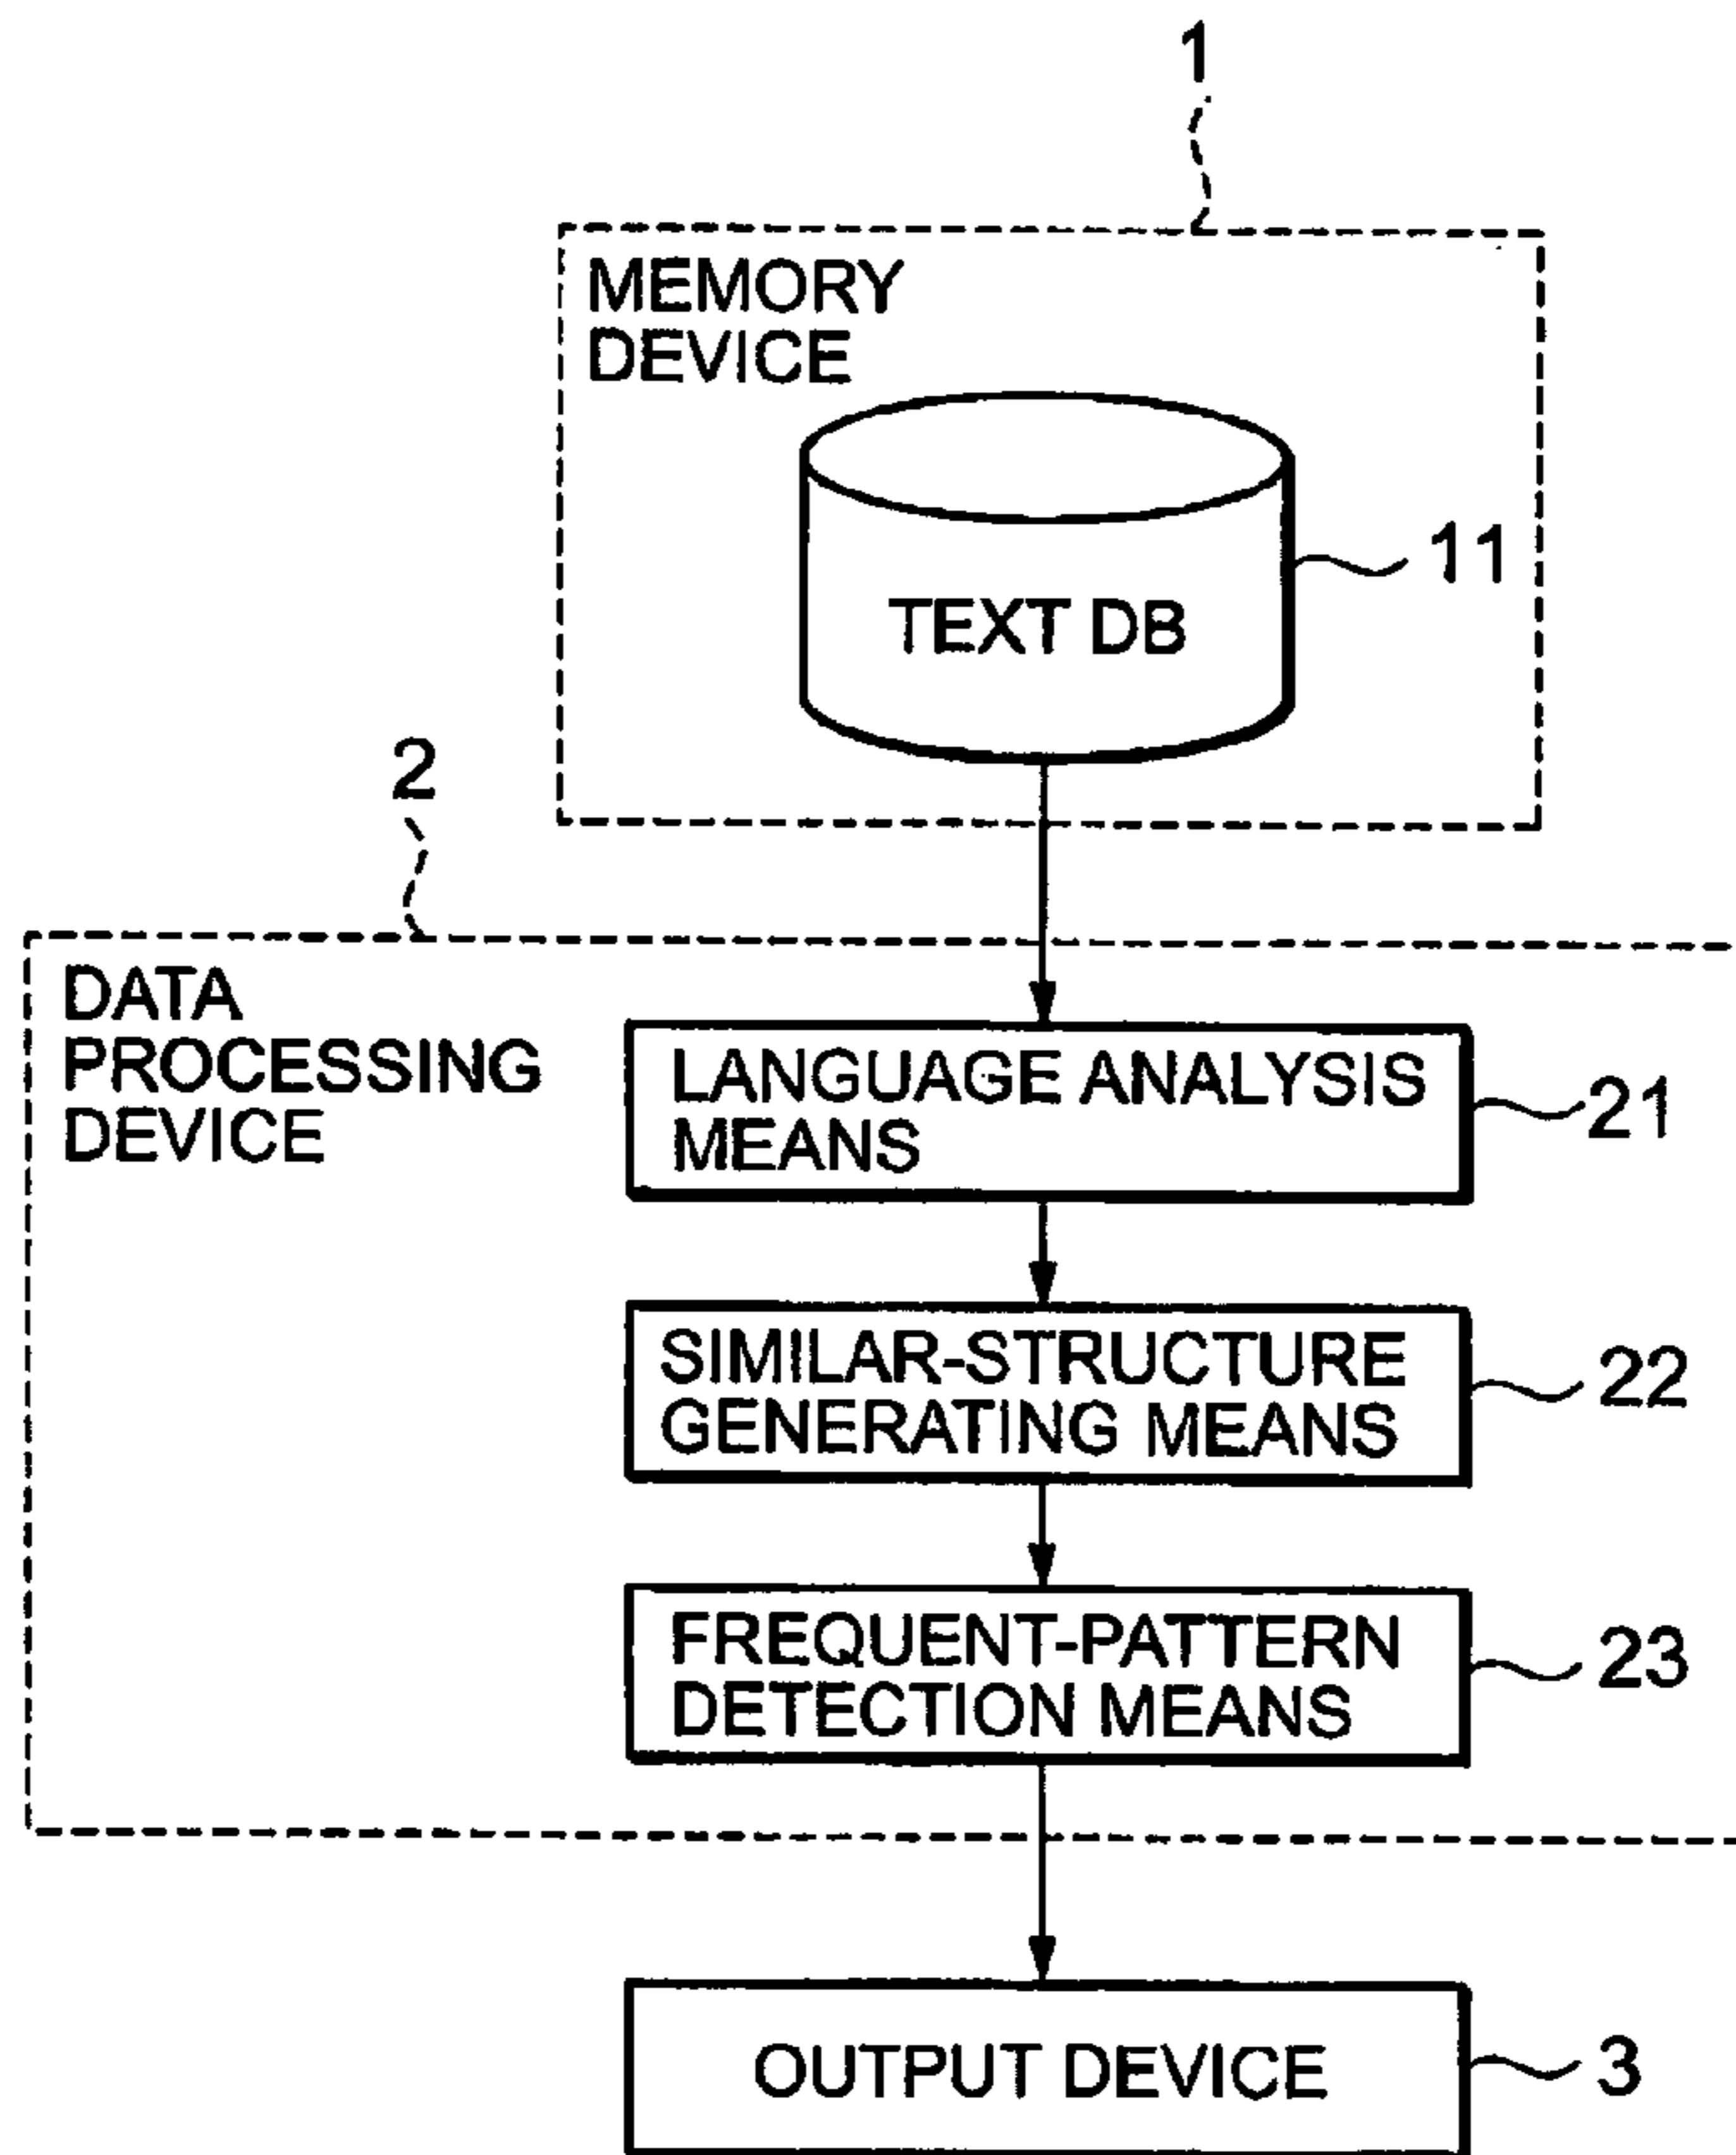 1
MEMORY
DEVICE
11
TEXT DB
2
DATA
PROCESSING
DEVICE
LANGUAGE ANALYSIS
MEANS
21
SIMILAR-STRUCTURE
GENERATING MEANS
22
FREQUENT-PATTERN
DETECTION MEANS
23
OUTPUT DEVICE
3